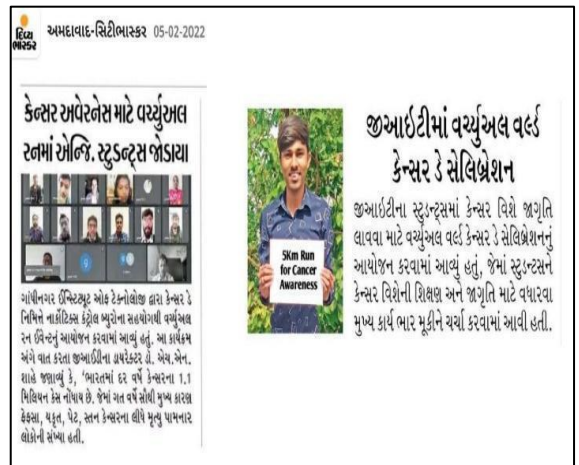 દિવ્ય ભાસ્કર
અમદાવાદ-સિટીભાસ્કર 05-02-2022
કેન્સર અવેરનેસ માટે વર્ચ્યુઅલ
રનમાં એન્જિ. સ્ટુડન્ટ્સ જોડાયા
ગાંધીનગર ઈન્સ્ટિટ્યૂટ ઓફ ટેક્નોલોજી દ્વારા કેન્સર ડે
નિમિત્તે નાર્કોટિક્સ કંટ્રોલ બ્યુરોના સહયોગથી વર્ચ્યુઅલ
રન ઈવેન્ટનું આયોજન કરવામાં આવ્યું હતું. આ કાર્યક્રમ
અંગે વાત કરતા જીઆઈટીના ડાયરેક્ટર ડો. એચ.એન.
શાહે જણાવ્યું કે, 'ભારતમાં દર વર્ષે કેન્સરના 1.1
મિલિયન કેસ નોંધાય છે. જેમાં ગત વર્ષે સૌથી મુખ્ય કારણ
ફેફસા, યકૃત, પેટ, સ્તન કેન્સરના લીધે મૃત્યુ પામનાર
લોકોની સંખ્યા હતી.
5Km Run
for Cancer
Awareness
જીઆઇટીમાં વર્ચ્યુઅલ વર્લ્ડ
કેન્સર ડે સેલિબ્રેશન
જીઆઇટીના સ્ટુડન્ટ્સમાં કેન્સર વિશે જાગૃતિ
લાવવા માટે વર્ચ્યુઅલ વર્લ્ડ કેન્સર ડે સેલિબ્રેશનનું
આયોજન કરવામાં આવ્યું હતું, જેમાં સ્ટુડન્ટસને
કેન્સર વિશેની શિક્ષણ અને જાગૃતિ માટે વધારવા
મુખ્ય કાર્ય ભાર મૂકીને ચર્ચા કરવામાં આવી હતી.